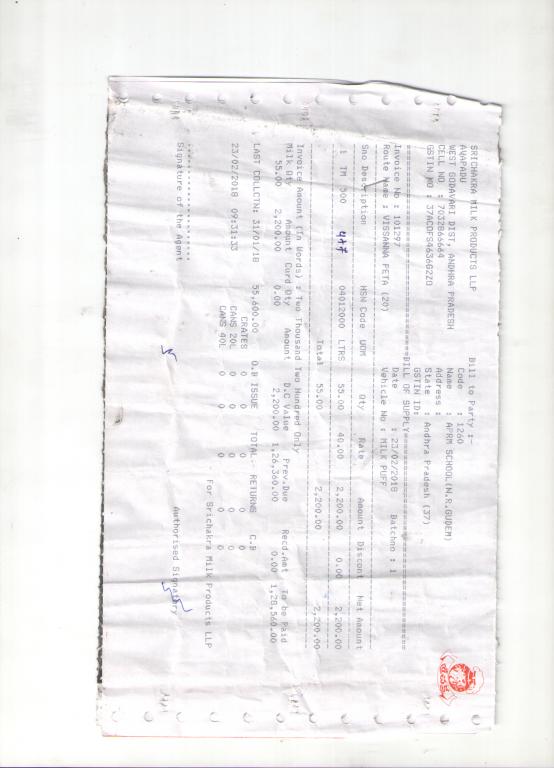 SRICHAKRA MILK PRODUCTS LLP
AVAPADU
WEST GODAVARI DIST, ANDHRA PRADESH
CELL NO : 7032866664
GSTIN NO : 37ACOFS4636G2Z0
Bill to Party :-
Code : 1260
Name : APRM SCHOOL(N.R.GUDEM)
Address :
State : Andhra Pradesh (37)
GSTIN ID:
BILL OF SUPPLY
Invoice No : 101297 Date : 23/02/2018 Batchno : 1
Route Name : VISSANNA PETA (20) Vehicle No : MILK PUFF
Sno Description HSN Code UOM Qty Rate Amount Discont Net Amount
1 TM 500 04012000 LTRS 55.00 40.00 2,200.00 0.00 2,200.00
Total 55.00 2,200.00 2,200.00
Invoice Amount (In Words) : Two Thousand Two Hundred Only
Milk Qty Amount Curd Qty Amount D.C Value Prev.Due Recd.Amt To be Paid
55.00 2,200.00 0.00 2,200.00 1,26,360.00 0.00 1,28,560.00
LAST COLLCTN: 31/01/18 55,600.00 O.B ISSUE TOTAL RETURNS C.B
CRATES 0 0 0 0 0
23/02/2018 09:31:33 CANS 20L 0 0 0 0 0
CANS 40L 0 0 0 0 0
For Srichakra Milk Products LLP
Signature of the Agent Authorised Signatory